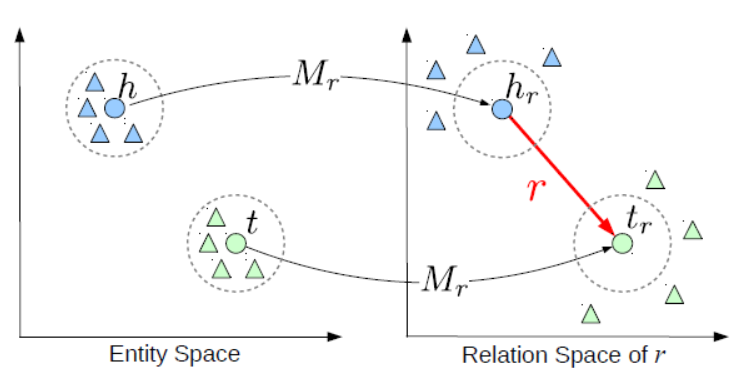 h
M_r
h_r
r
t
t_r
M_r
Entity Space
Relation Space of r